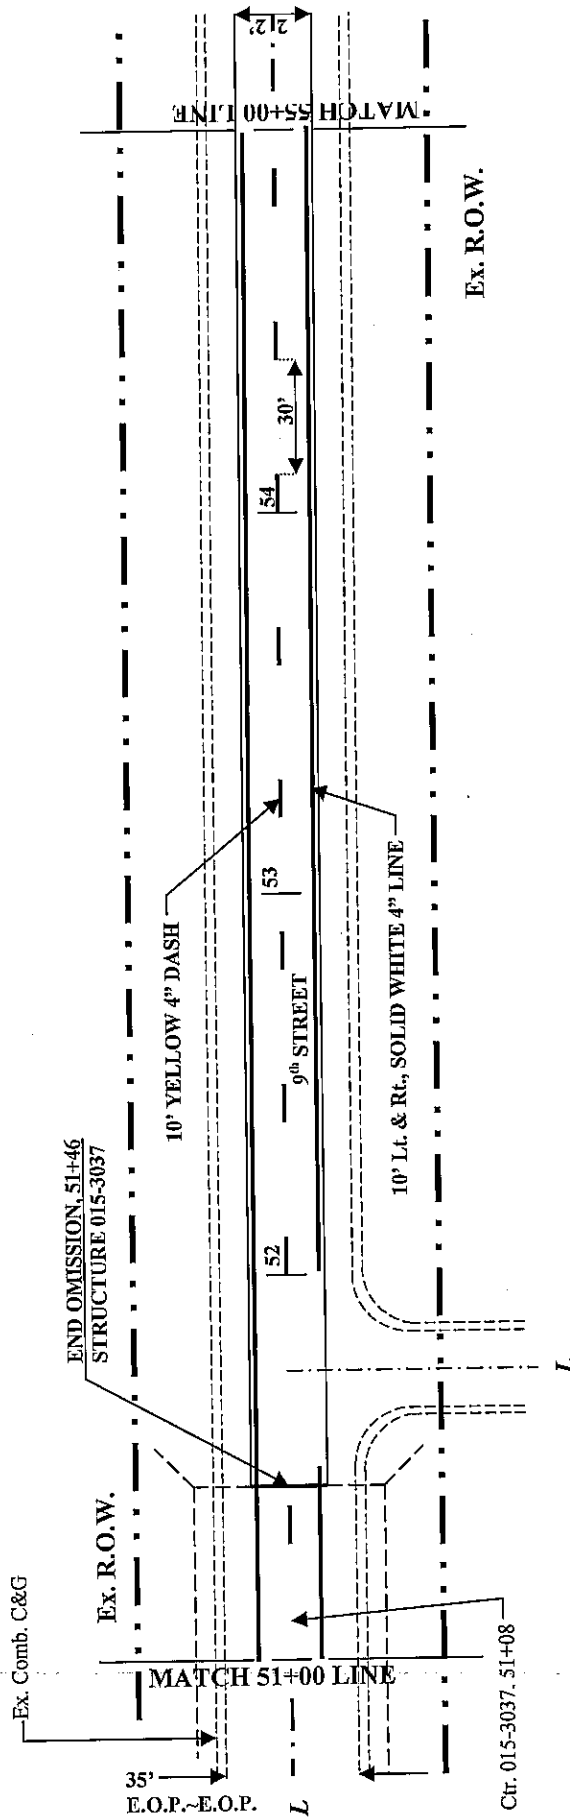 Ex. Comb. C&G
Ex. R.O.W.
MATCH 51+00 LINE
35'
E.O.P.~E.O.P.
L
Ctr. 015-3037. 51+08
END OMISSION, 51+46
STRUCTURE 015-3037
L
52
9th STREET
10' YELLOW 4" DASH
10' Lt. & Rt., SOLID WHITE 4" LINE
53
54
30'
MATCH 55+00 LINE
22'
Ex. R.O.W.